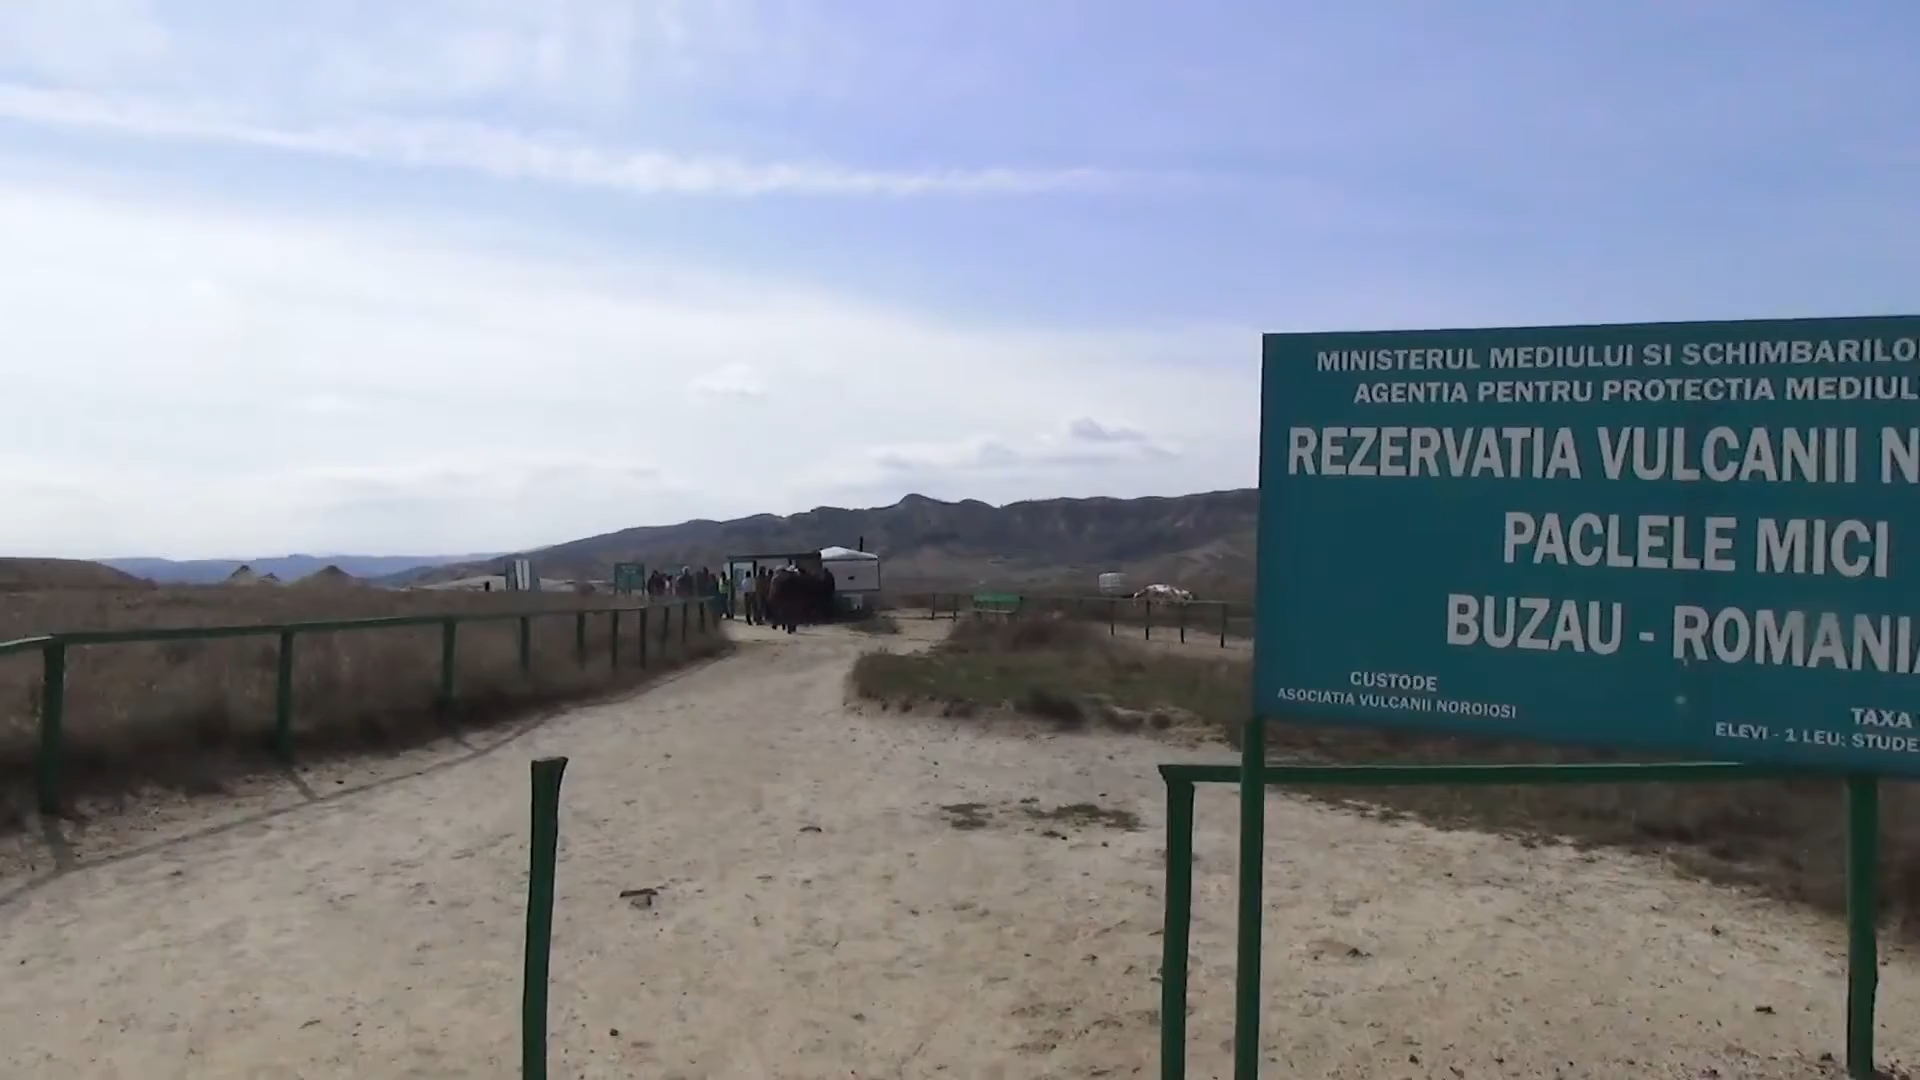 MINISTERUL MEDIULUI SI SCHIMBARILO
AGENTIA PENTRU PROTECTIA MEDIUL
REZERVATIA VULCANII N
PACLELE MICI
BUZAU - ROMANIA
CUSTODE
ASOCIATIA VULCANII NOROIOSI
TAXA
ELEVI - 1 LEU; STUDE